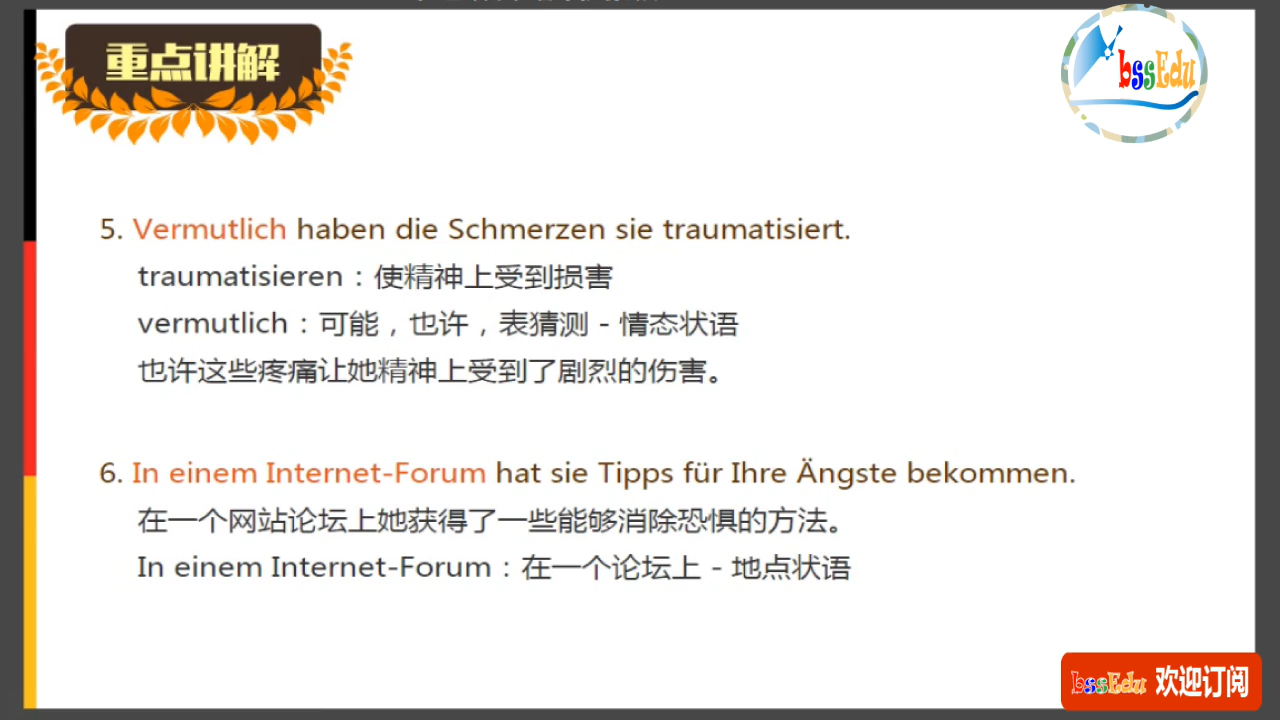 重点讲解
bssEdu
5. Vermutlich haben die Schmerzen sie traumatisiert.
traumatisieren：使精神上受到损害
vermutlich：可能，也许，表猜测 - 情态状语
也许这些疼痛让她精神上受到了剧烈的伤害。
6. In einem Internet-Forum hat sie Tipps für Ihre Ängste bekommen.
在一个网站论坛上她获得了一些能够消除恐惧的方法。
In einem Internet-Forum：在一个论坛上 - 地点状语
bssEdu 欢迎订阅